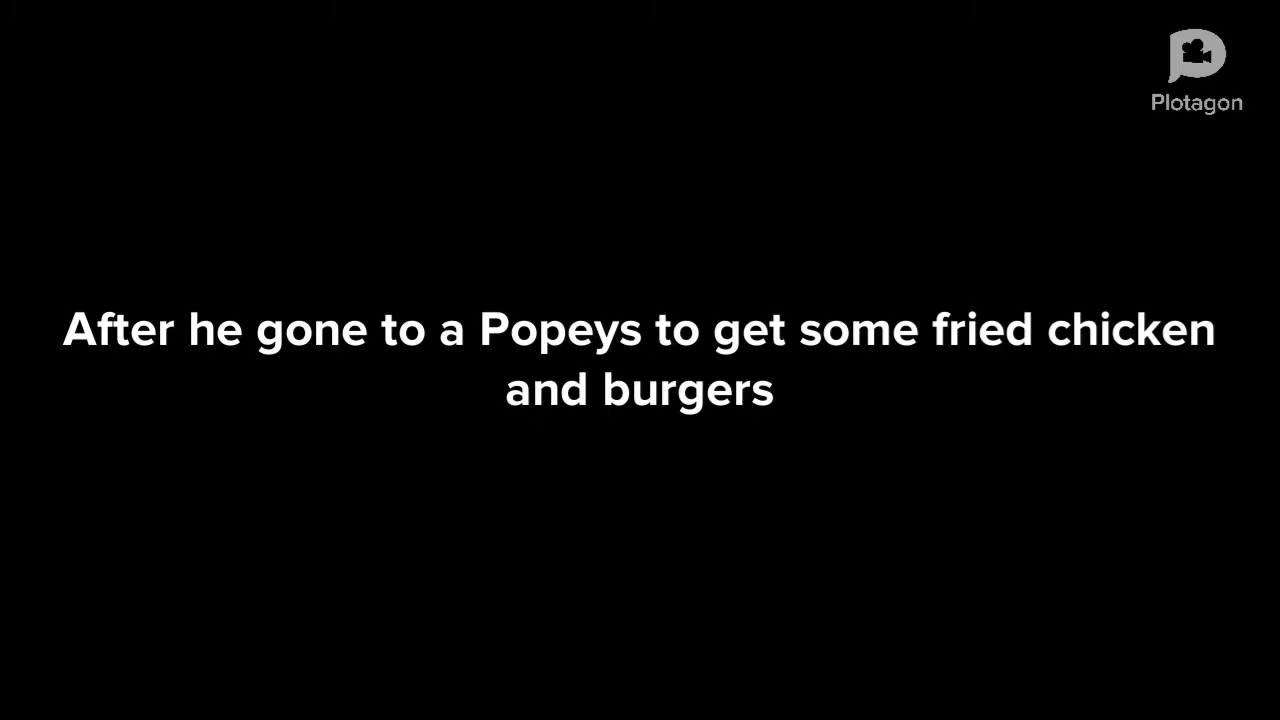 Plotagon
After he gone to a Popeys to get some fried chicken
and burgers